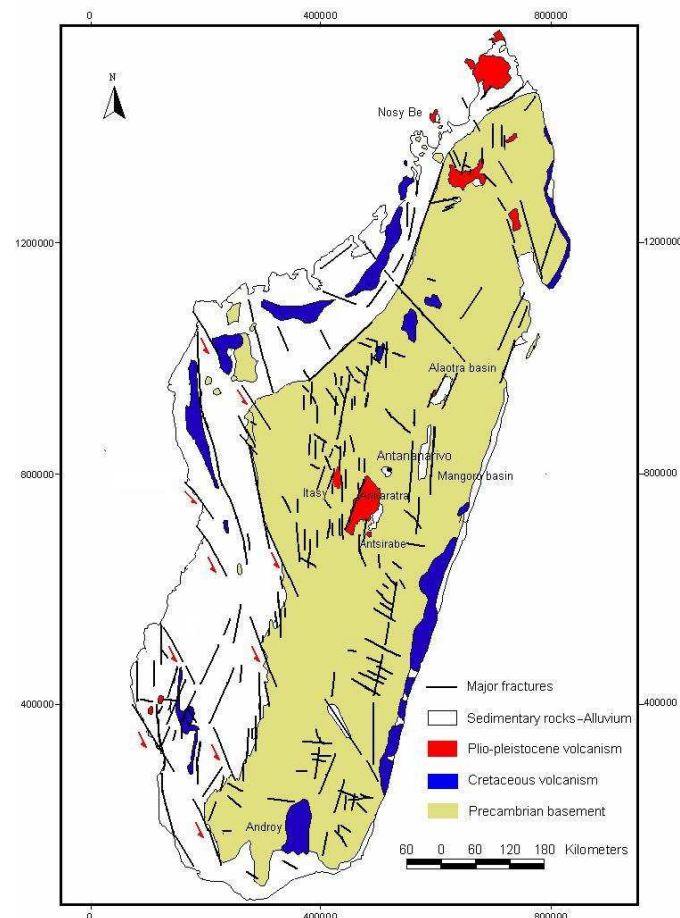 0 400000 800000
N
Nosy Be
1200000 1200000
Alaotra basin
Antananarivo
800000 800000
Mangoro basin
Itasy
Ankaratra
Antsirabe
400000 400000
Major fractures
Sedimentary rocks-Alluvium
Plio-pleistocene volcanism
Cretaceous volcanism
Precambrian basement
Androy
60 0 60 120 180 Kilometers
0 0
0 400000 800000